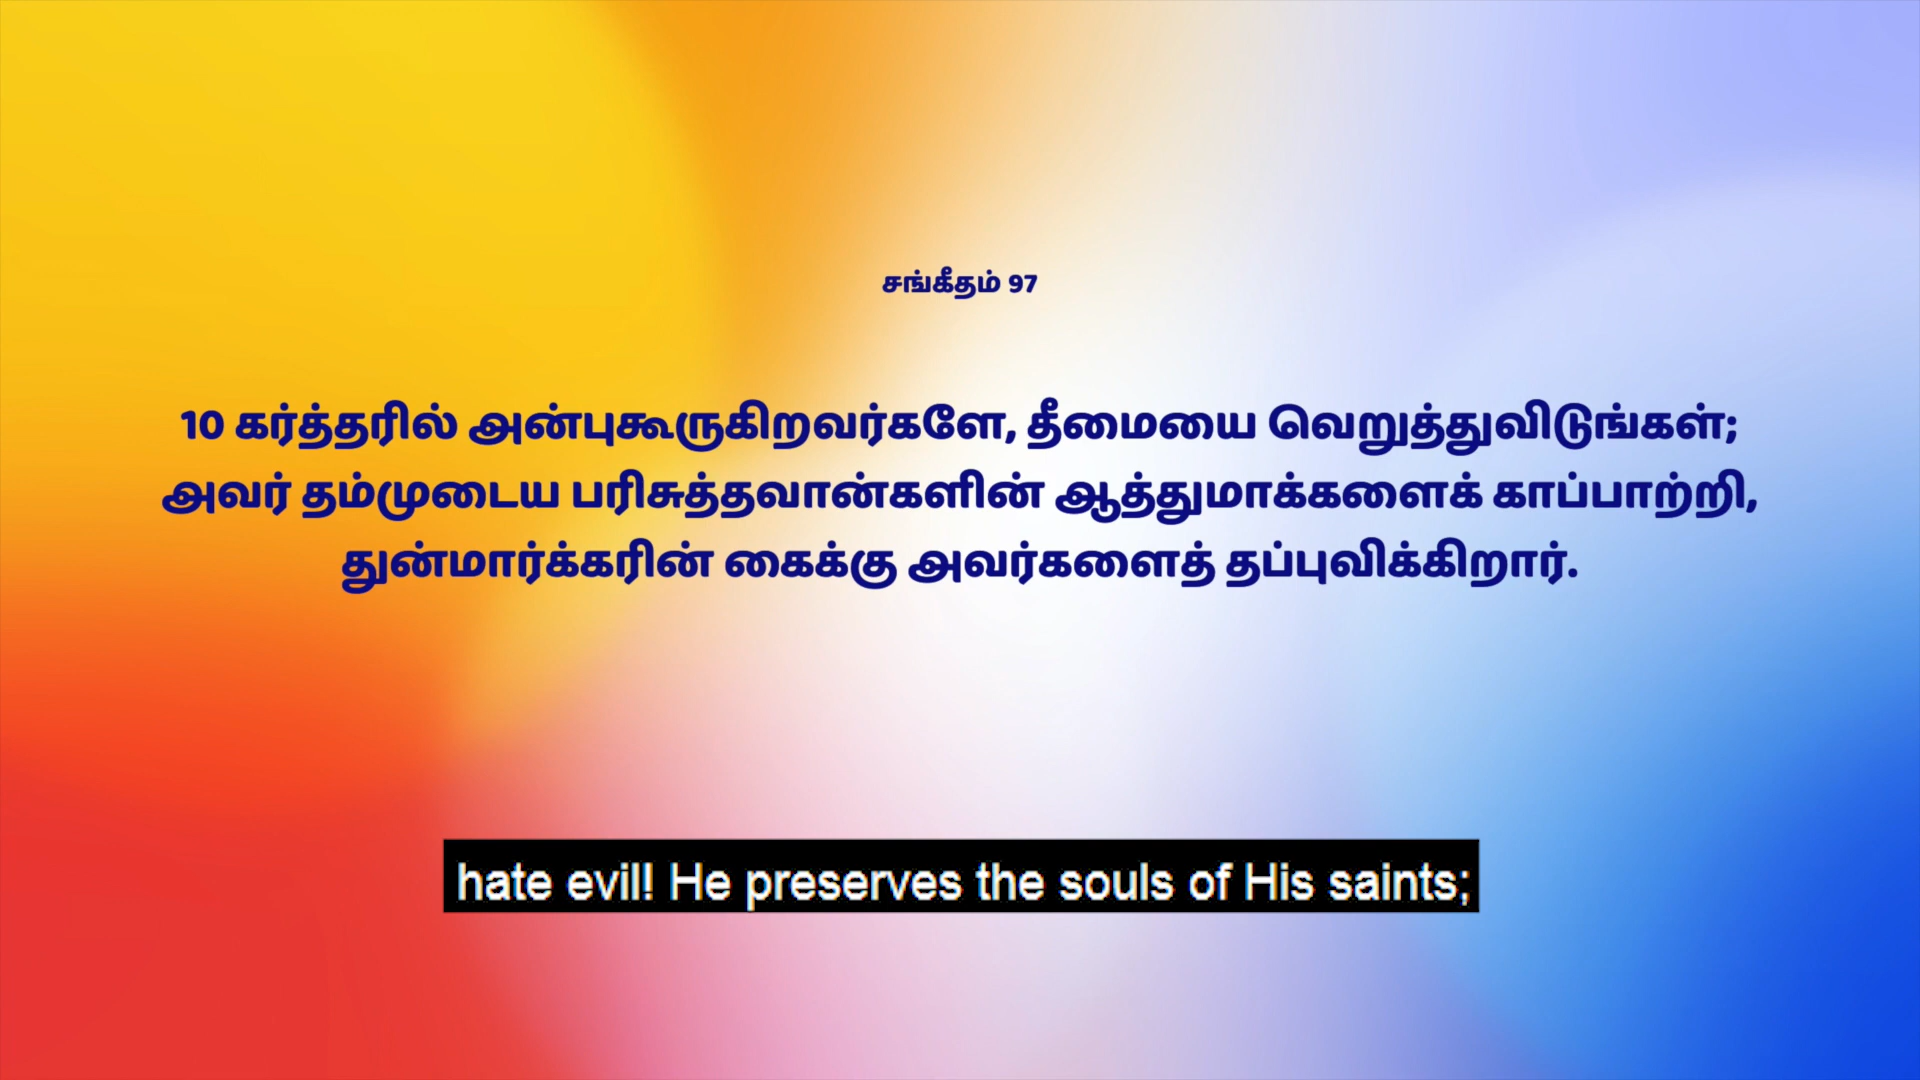 சங்கீதம் 97
10 கர்த்தரில் அன்புகூருகிறவர்களே, தீமையை வெறுத்துவிடுங்கள்;
அவர் தம்முடைய பரிசுத்தவான்களின் ஆத்துமாக்களைக் காப்பாற்றி,
துன்மார்க்கரின் கைக்கு அவர்களைத் தப்புவிக்கிறார்.
hate evil! He preserves the souls of His saints;